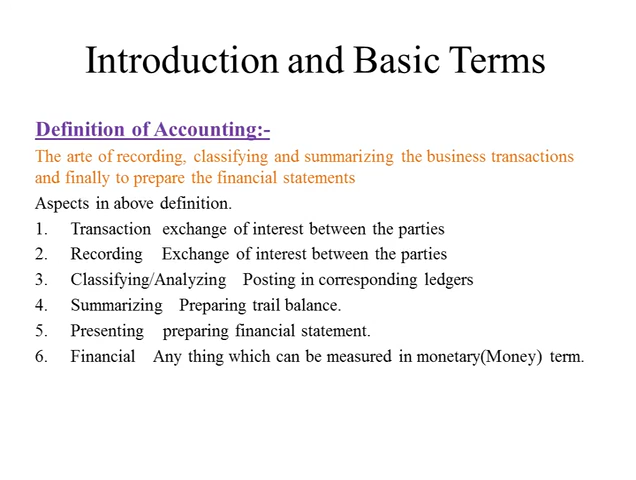 Introduction and Basic Terms
Definition of Accounting:-
The arte of recording, classifying and summarizing the business transactions
and finally to prepare the financial statements
Aspects in above definition.
1. Transaction exchange of interest between the parties
2. Recording Exchange of interest between the parties
3. Classifying/Analyzing Posting in corresponding ledgers
4. Summarizing Preparing trail balance.
5. Presenting preparing financial statement.
6. Financial Any thing which can be measured in monetary(Money) term.